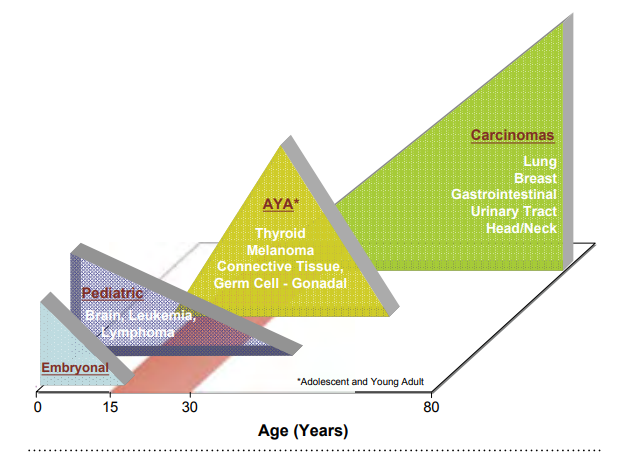 Carcinomas
Lung
Breast
Gastrointestinal
Urinary Tract
Head/Neck
AYA*
Thyroid
Melanoma
Connective Tissue,
Germ Cell - Gonadal
Pediatric
Brain, Leukemia,
Lymphoma
Embryonal
*Adolescent and Young Adult
0 15 30 80
Age (Years)